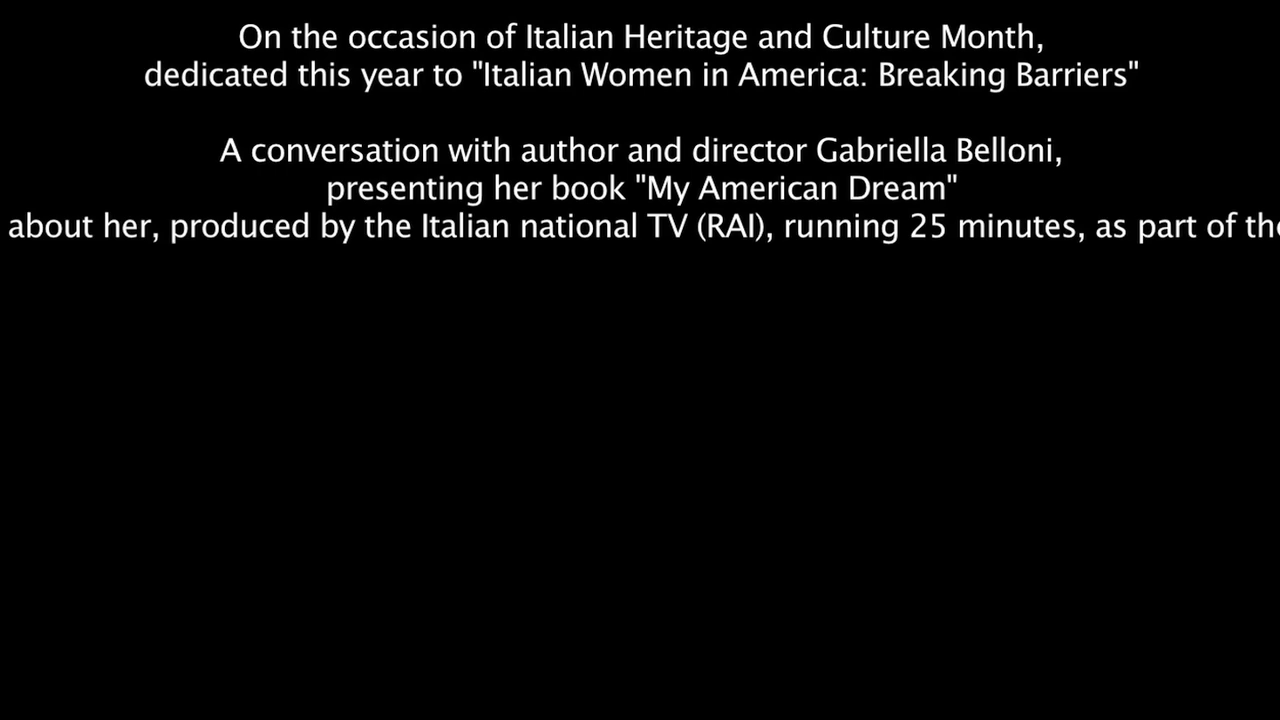 On the occasion of Italian Heritage and Culture Month,
dedicated this year to "Italian Women in America: Breaking Barriers"
A conversation with author and director Gabriella Belloni,
presenting her book "My American Dream"
about her, produced by the Italian national TV (RAI), running 25 minutes, as part of the